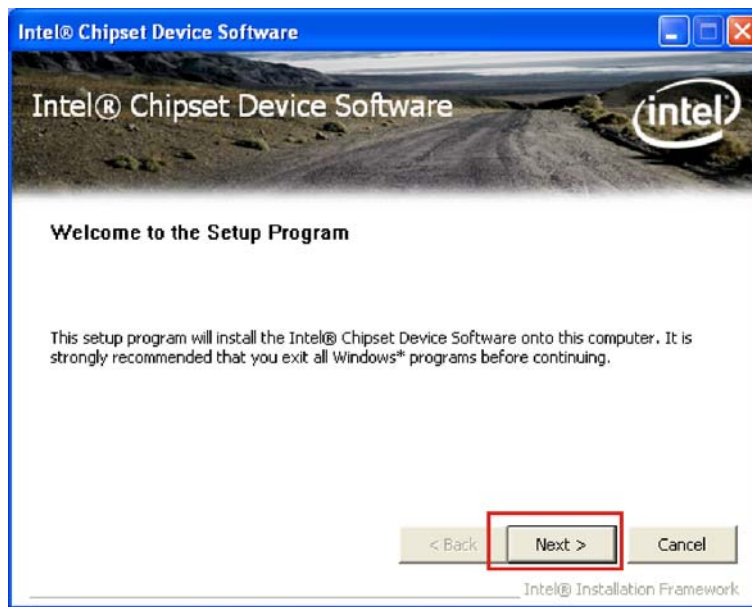 Intel® Chipset Device Software
Intel® Chipset Device Software
intel
Welcome to the Setup Program
This setup program will install the Intel® Chipset Device Software onto this computer. It is
strongly recommended that you exit all Windows* programs before continuing.
< Back
Next >
Cancel
Intel® Installation Framework